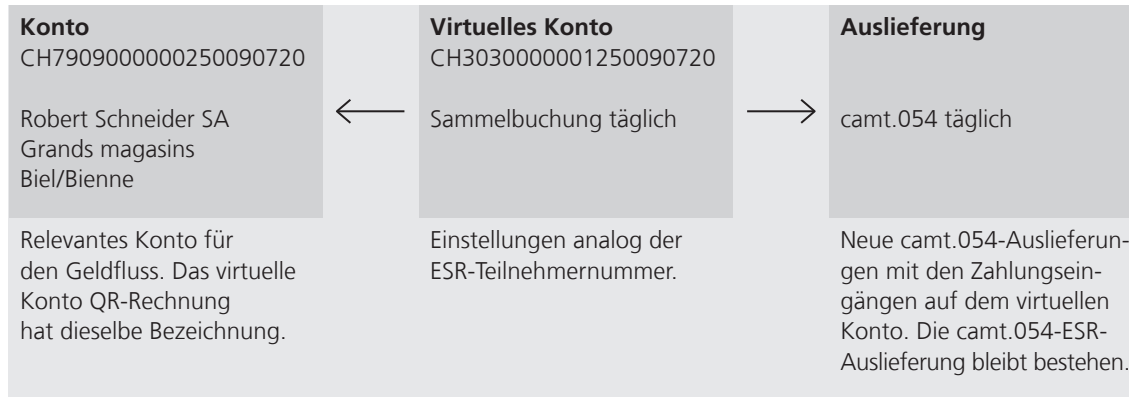 Konto
CH7909000000250090720
Robert Schneider SA
Grands magasins
Biel/Bienne
Relevantes Konto für
den Geldfluss. Das virtuelle
Konto QR-Rechnung
hat dieselbe Bezeichnung.
Virtuelles Konto
CH3030000001250090720
Sammelbuchung täglich
Einstellungen analog der
ESR-Teilnehmernummer.
Auslieferung
camt.054 täglich
Neue camt.054-Auslieferun-
gen mit den Zahlungsein-
gängen auf dem virtuellen
Konto. Die camt.054-ESR-
Auslieferung bleibt bestehen.